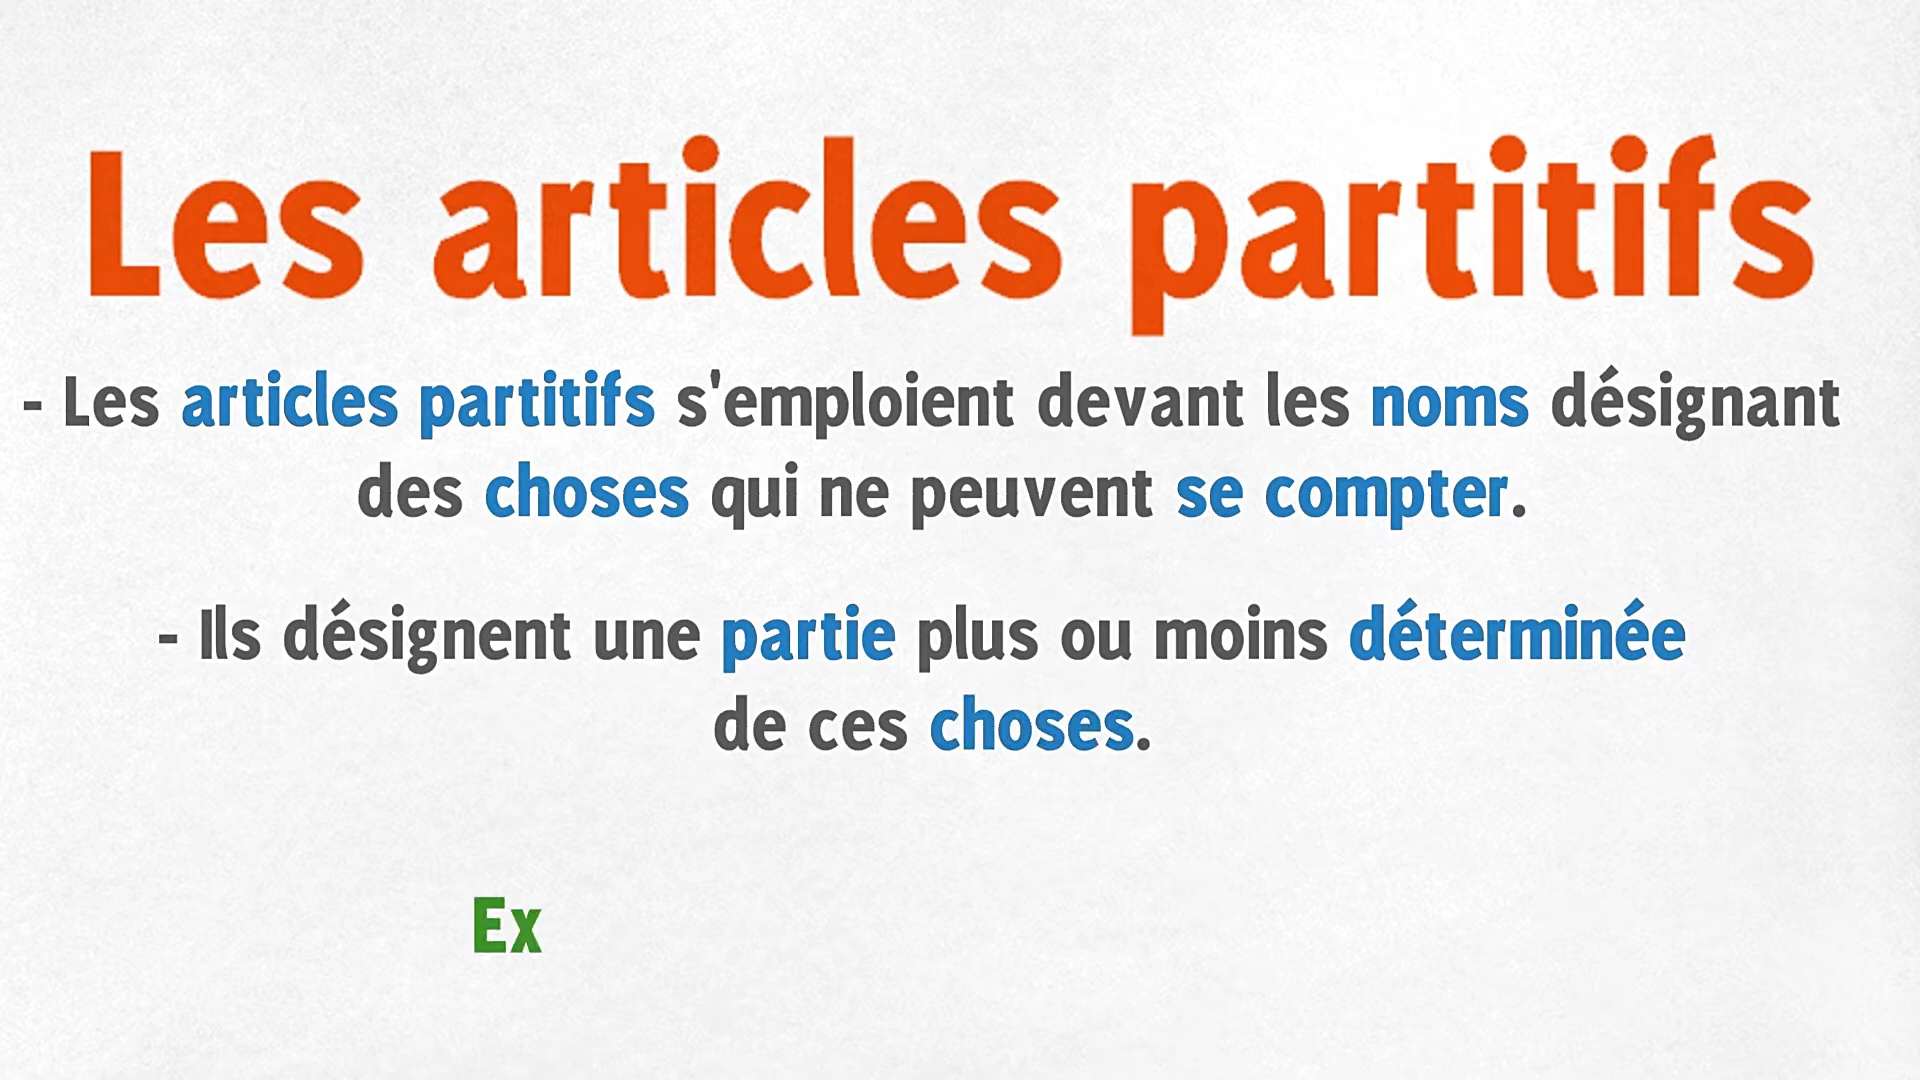 Les articles partitifs
- Les articles partitifs s'emploient devant les noms désignant
des choses qui ne peuvent se compter.
- Ils désignent une partie plus ou moins déterminée
de ces choses.
Ex